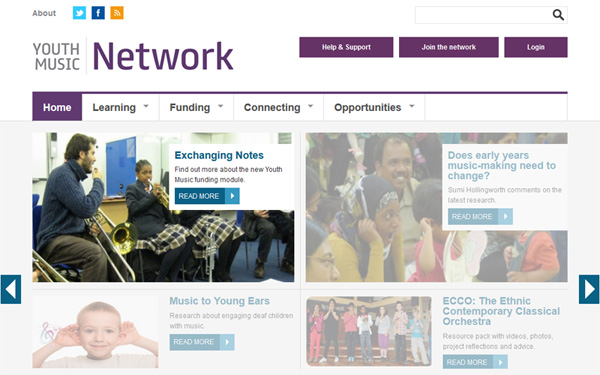 About
YOUTH
MUSIC
Network
Help & Support
Join the network
Login
Home
Learning
Funding
Connecting
Opportunities
Exchanging Notes
Find out more about the new Youth
Music funding module.
READ MORE
Does early years
music-making need to
change?
Sumi Hollingworth comments on the
latest research.
READ MORE
Music to Young Ears
Research about engaging deaf children
with music.
READ MORE
ECCO: The Ethnic
Contemporary Classical
Orchestra
Resource pack with videos, photos,
project reflections and advice.
READ MORE